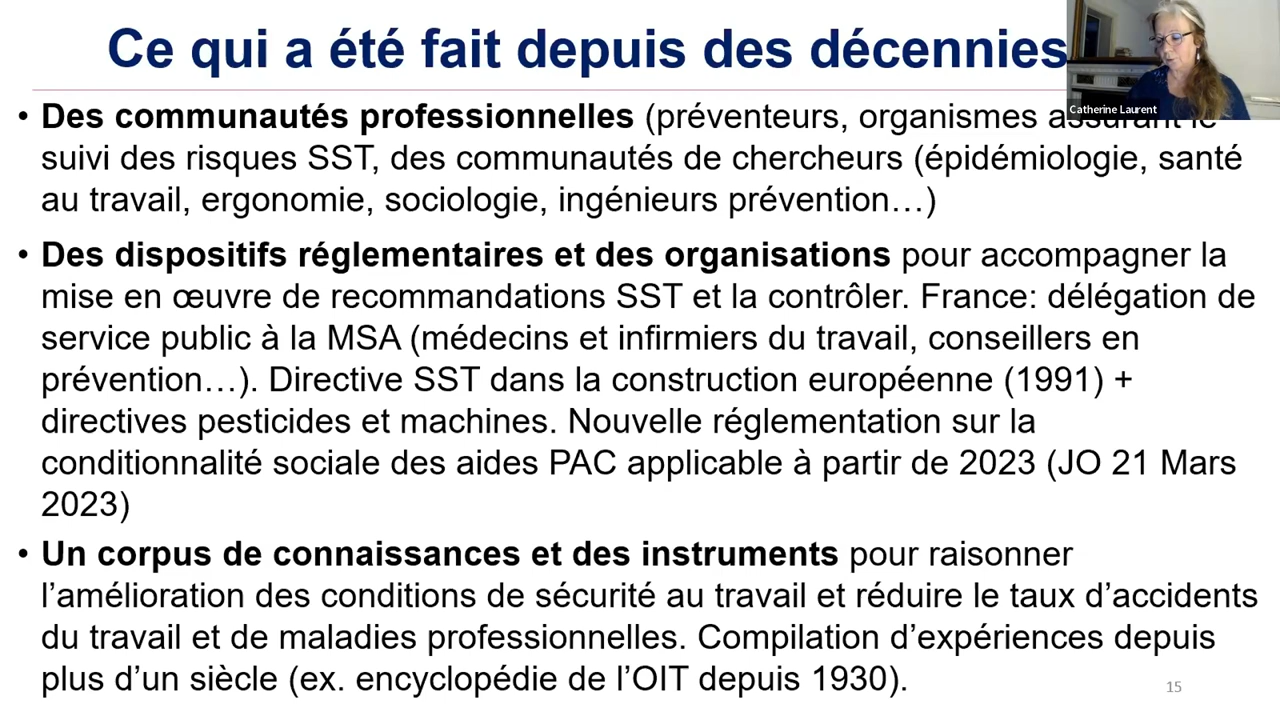 Ce qui a été fait depuis des décennies
Catherine Laurent
• Des communautés professionnelles (préventeurs, organismes assurant le
suivi des risques SST, des communautés de chercheurs (épidémiologie, santé
au travail, ergonomie, sociologie, ingénieurs prévention…)
• Des dispositifs réglementaires et des organisations pour accompagner la
mise en œuvre de recommandations SST et la contrôler. France: délégation de
service public à la MSA (médecins et infirmiers du travail, conseillers en
prévention…). Directive SST dans la construction européenne (1991) +
directives pesticides et machines. Nouvelle réglementation sur la
conditionnalité sociale des aides PAC applicable à partir de 2023 (JO 21 Mars
2023)
• Un corpus de connaissances et des instruments pour raisonner
l’amélioration des conditions de sécurité au travail et réduire le taux d’accidents
du travail et de maladies professionnelles. Compilation d’expériences depuis
plus d’un siècle (ex. encyclopédie de l’OIT depuis 1930).
15